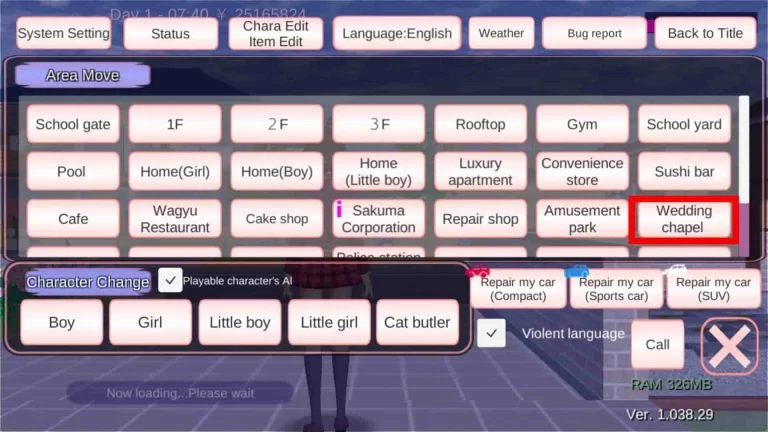 Day 1 - 07:40 ¥ 25165824
System Setting
Status
Chara Edit
Item Edit
Language:English
Weather
Bug report
Back to Title
Area Move
School gate
1F
2F
3F
Rooftop
Gym
School yard
Pool
Home(Girl)
Home(Boy)
Home
(Little boy)
Luxury
apartment
Convenience
store
Sushi bar
Cafe
Wagyu
Restaurant
Cake shop
i
Sakuma
Corporation
Repair shop
Amusement
park
Wedding
chapel
Police station
Character Change
Playable character's AI
Boy
Girl
Little boy
Little girl
Cat butler
Repair my car
(Compact)
Repair my car
(Sports car)
Repair my car
(SUV)
Violent language
Call
Now loading,..Please wait
RAM 326MB
Ver. 1.038.29